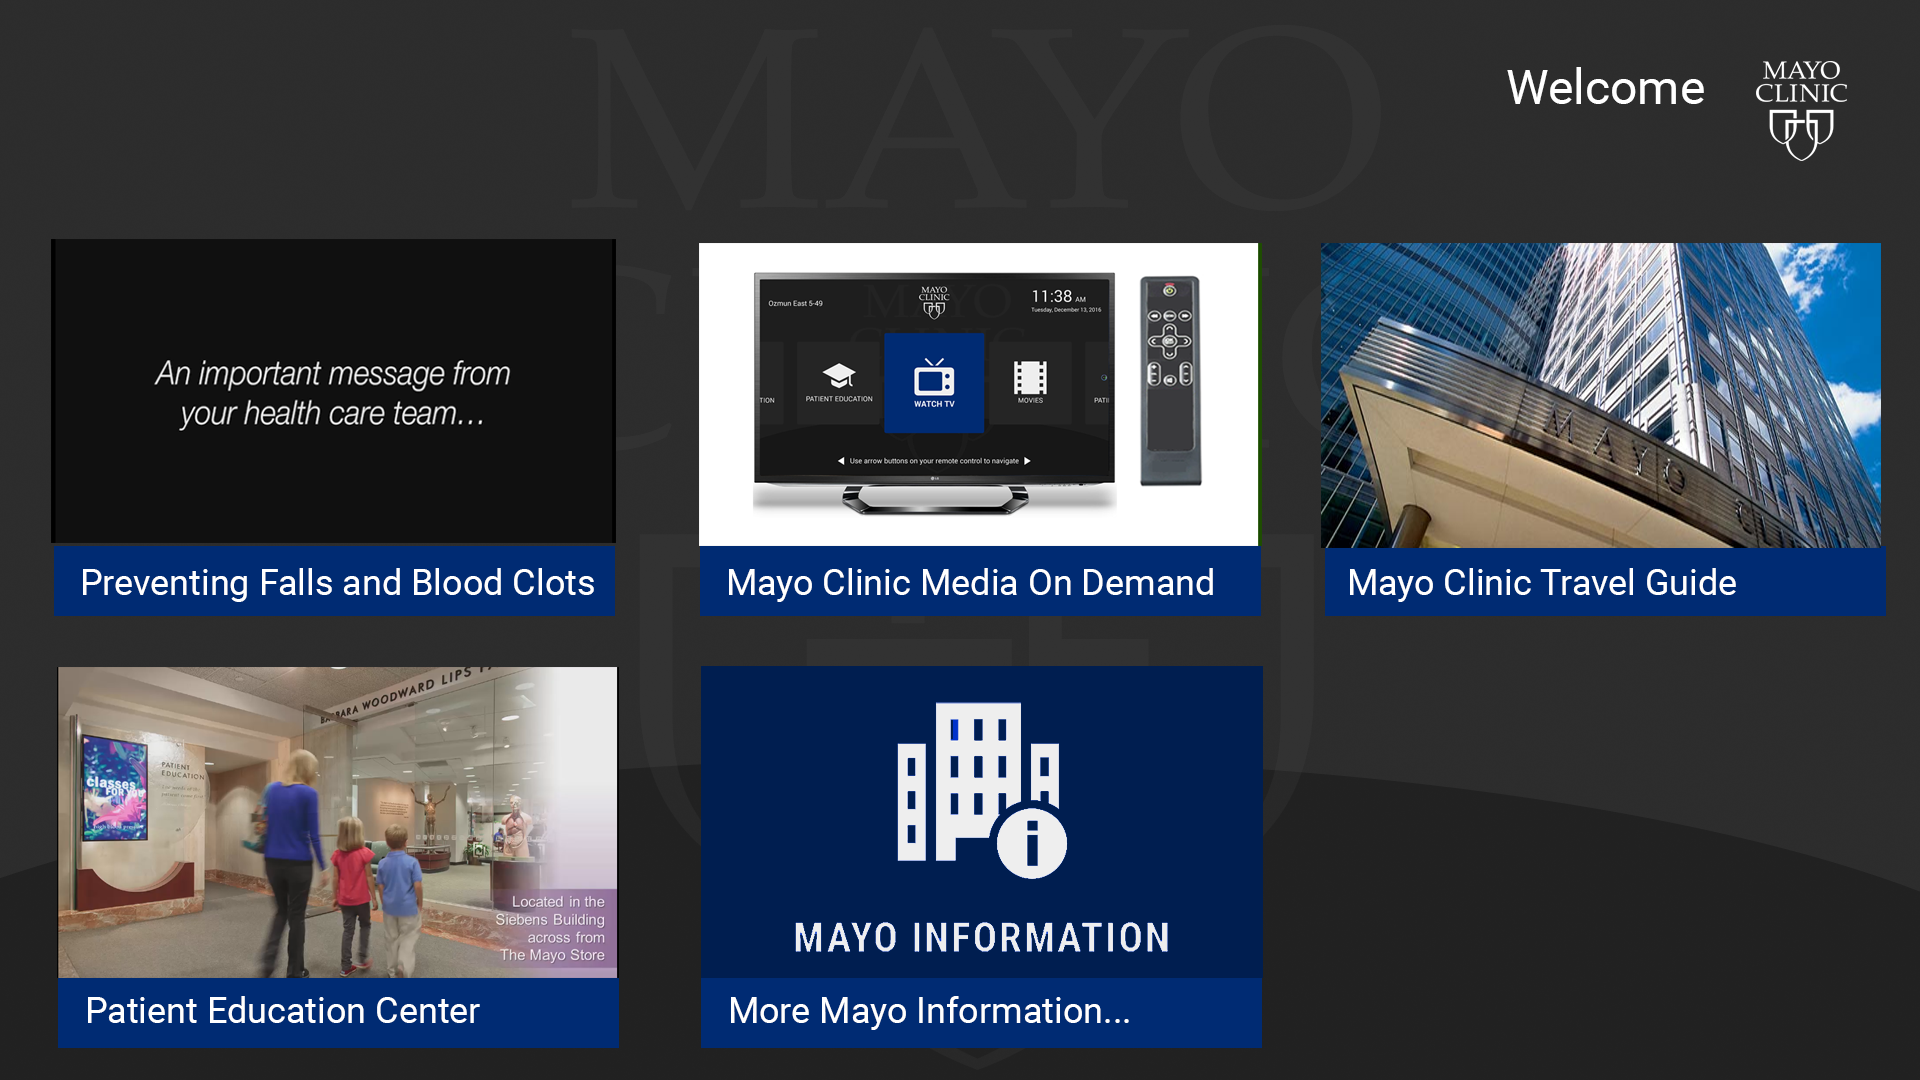 Welcome
MAYO
CLINIC
An important message from
your health care team...
Preventing Falls and Blood Clots
Ozmun East 5-49
MAYO
CLINIC
11:38 AM
Tuesday, December 13, 2016
TION
PATIENT EDUCATION
WATCH TV
MOVIES
PATI
Use arrow buttons on your remote control to navigate
LG
Mayo Clinic Media On Demand
MAYO CL
Mayo Clinic Travel Guide
BARBARA WOODWARD LIPS PA
PATIENT
EDUCATION
classes
FOR YOU
Located in the
Siebens Building
across from
The Mayo Store
Patient Education Center
MAYO INFORMATION
More Mayo Information...
MAYO